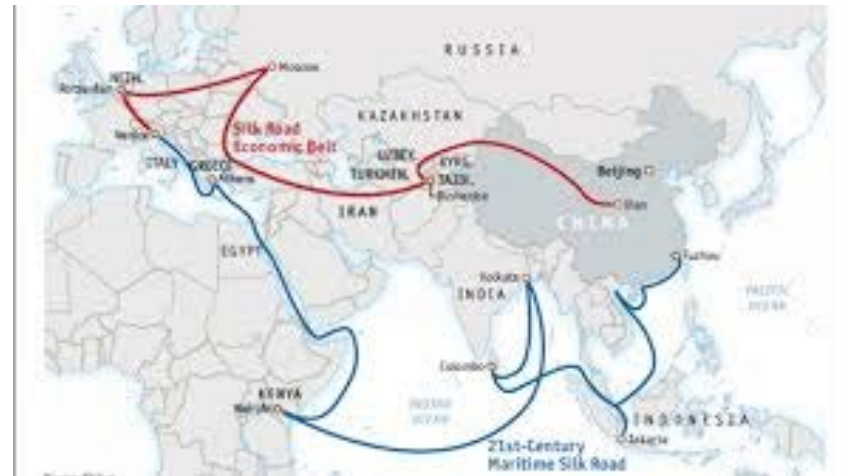 RUSSIA
Moscow
NETH.
Rotterdam
KAZAKHSTAN
Silk Road
Economic Belt
Venice
UZBEK.
KYRG.
TURKMEN.
TAJIK.
Beijing
ITALY
GREECE
Athens
Dushanbe
Xian
IRAN
CHINA
EGYPT
Fuzhou
Kolkata
INDIA
PACIFIC
OCEAN
Colombo
KENYA
Nairobi
INDIAN
OCEAN
INDONESIA
Jakarta
21st-Century
Maritime Silk Road